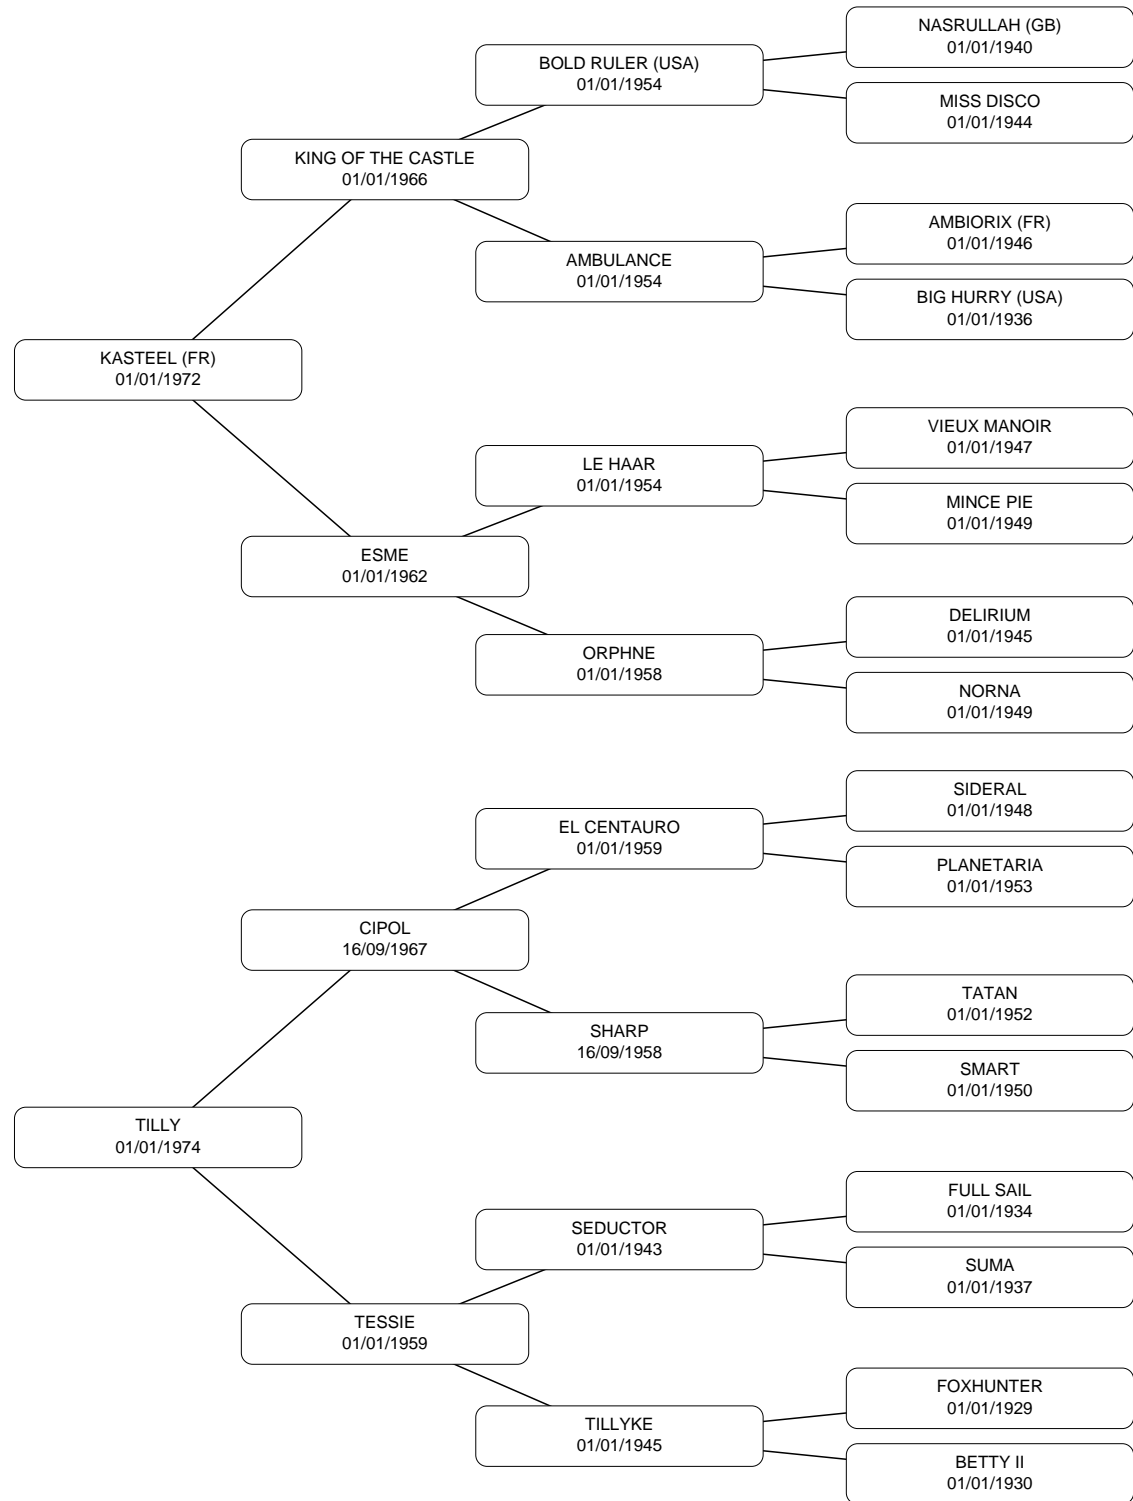 NASRULLAH (GB)
01/01/1940
BOLD RULER (USA)
01/01/1954
MISS DISCO
01/01/1944
KING OF THE CASTLE
01/01/1966
AMBIORIX (FR)
01/01/1946
AMBULANCE
01/01/1954
BIG HURRY (USA)
01/01/1936
KASTEEL (FR)
01/01/1972
VIEUX MANOIR
01/01/1947
LE HAAR
01/01/1954
MINCE PIE
01/01/1949
ESME
01/01/1962
DELIRIUM
01/01/1945
ORPHNE
01/01/1958
NORNA
01/01/1949
SIDERAL
01/01/1948
EL CENTAURO
01/01/1959
PLANETARIA
01/01/1953
CIPOL
16/09/1967
TATAN
01/01/1952
SHARP
16/09/1958
SMART
01/01/1950
TILLY
01/01/1974
FULL SAIL
01/01/1934
SEDUCTOR
01/01/1943
SUMA
01/01/1937
TESSIE
01/01/1959
FOXHUNTER
01/01/1929
TILLYKE
01/01/1945
BETTY II
01/01/1930